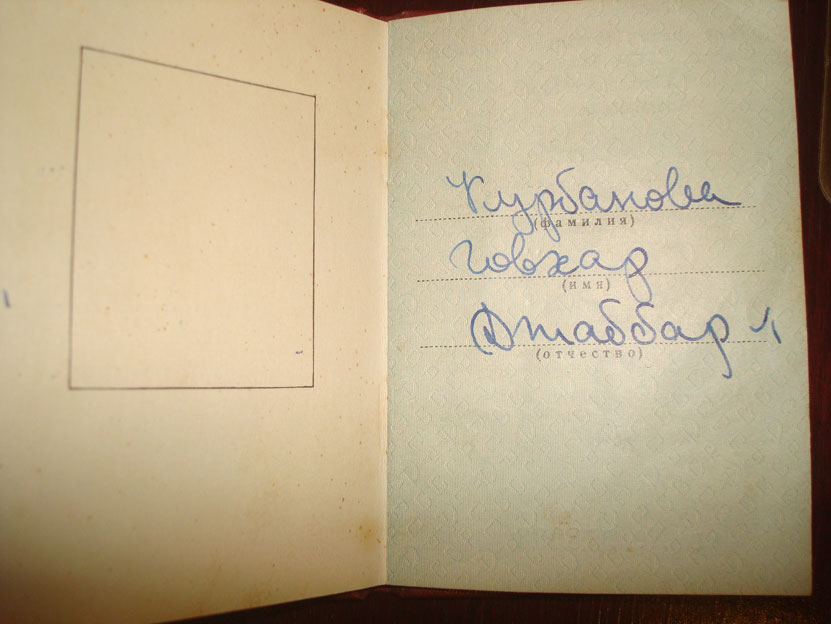 Курбанова
(фамилия)
Говхар
(имя)
Джаббар
(отчество)